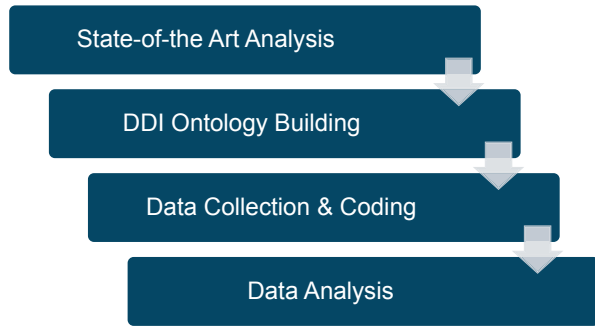 State-of-the Art Analysis
DDI Ontology Building
Data Collection & Coding
Data Analysis